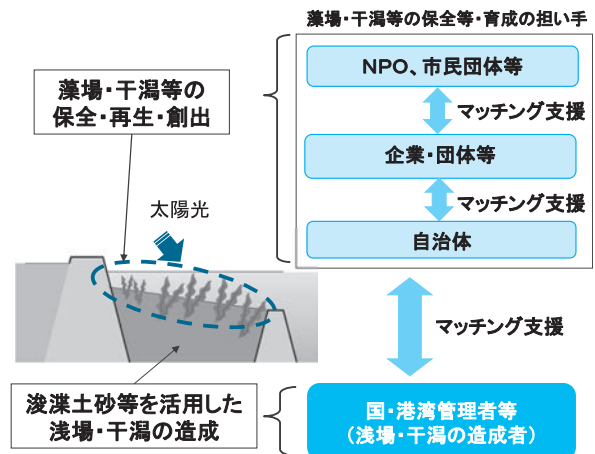 藻場・干潟等の保全等・育成の担い手
NPO、市民団体等
マッチング支援
企業・団体等
マッチング支援
自治体
藻場・干潟等の
保全・再生・創出
太陽光
マッチング支援
浚渫土砂等を活用した
浅場・干潟の造成
国・港湾管理者等
（浅場・干潟の造成者）